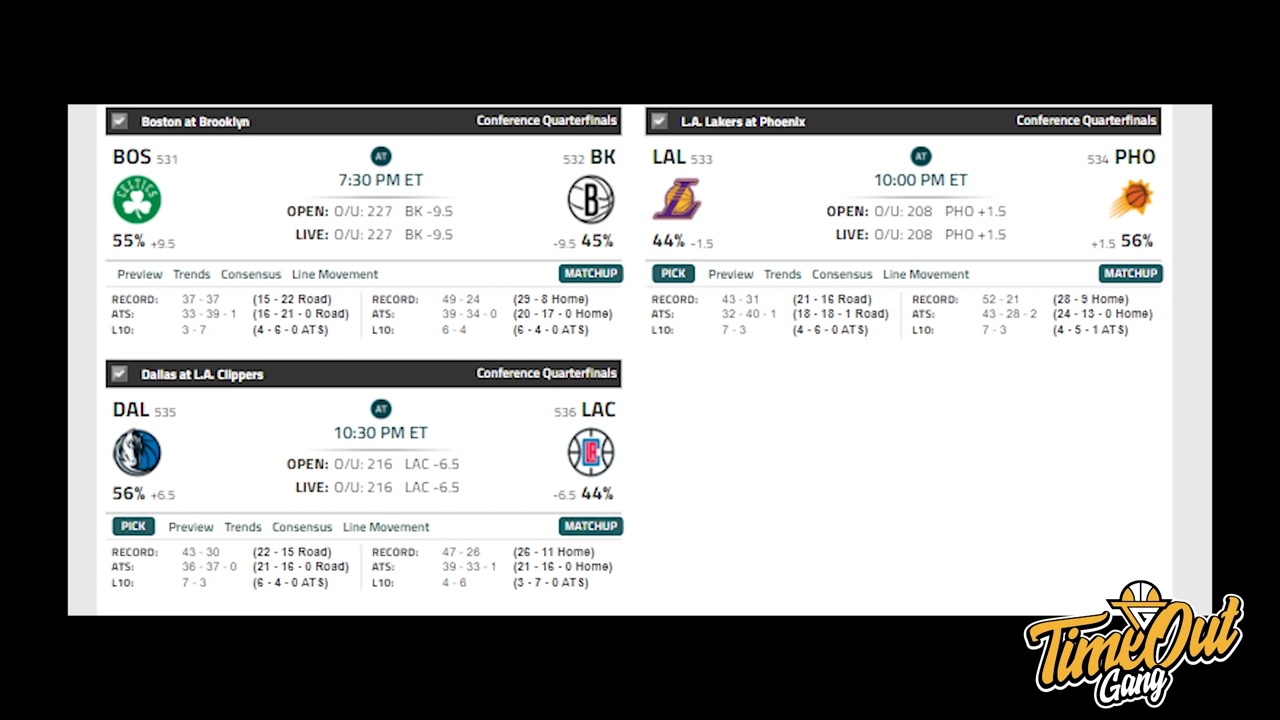 Boston at Brooklyn Conference Quarterfinals
BOS 531 AT 532 BK
CELTICS 7:30 PM ET B
OPEN: O/U: 227 BK -9.5
LIVE: O/U: 227 BK -9.5
55% +9.5 -9.5 45%
Preview Trends Consensus Line Movement MATCHUP
RECORD: 37 - 37 (15 - 22 Road) RECORD: 49 - 24 (29 - 8 Home)
ATS: 33 - 39 - 1 (16 - 21 - 0 Road) ATS: 39 - 34 - 0 (20 - 17 - 0 Home)
L10: 3 - 7 (4 - 6 - 0 ATS) L10: 6 - 4 (6 - 4 - 0 ATS)
L.A. Lakers at Phoenix Conference Quarterfinals
LAL 533 AT 534 PHO
L 10:00 PM ET
OPEN: O/U: 208 PHO +1.5
LIVE: O/U: 208 PHO +1.5
44% -1.5 +1.5 56%
PICK Preview Trends Consensus Line Movement MATCHUP
RECORD: 43 - 31 (21 - 16 Road) RECORD: 52 - 21 (28 - 9 Home)
ATS: 32 - 40 - 1 (18 - 18 - 1 Road) ATS: 43 - 28 - 2 (24 - 13 - 0 Home)
L10: 7 - 3 (4 - 6 - 0 ATS) L10: 7 - 3 (4 - 5 - 1 ATS)
Dallas at L.A. Clippers Conference Quarterfinals
DAL 535 AT 536 LAC
10:30 PM ET
OPEN: O/U: 216 LAC -6.5
LIVE: O/U: 216 LAC -6.5
56% +6.5 -6.5 44%
PICK Preview Trends Consensus Line Movement MATCHUP
RECORD: 43 - 30 (22 - 15 Road) RECORD: 47 - 26 (26 - 11 Home)
ATS: 36 - 37 - 0 (21 - 16 - 0 Road) ATS: 39 - 33 - 1 (21 - 16 - 0 Home)
L10: 7 - 3 (6 - 4 - 0 ATS) L10: 4 - 6 (3 - 7 - 0 ATS)
TimeOut
Gang